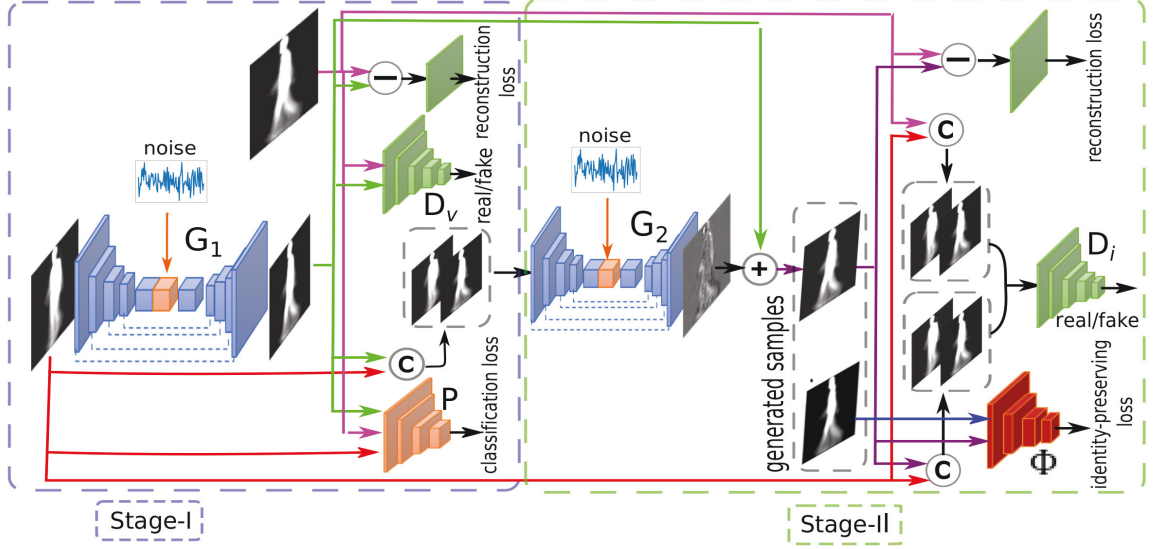 noise
G1
reconstruction
loss
real/fake
Dv
C
P
classification loss
Stage-I
noise
G2
+
generated samples
−
reconstruction loss
C
Di
real/fake
C
Φ
identity-preserving
loss
−
Stage-II